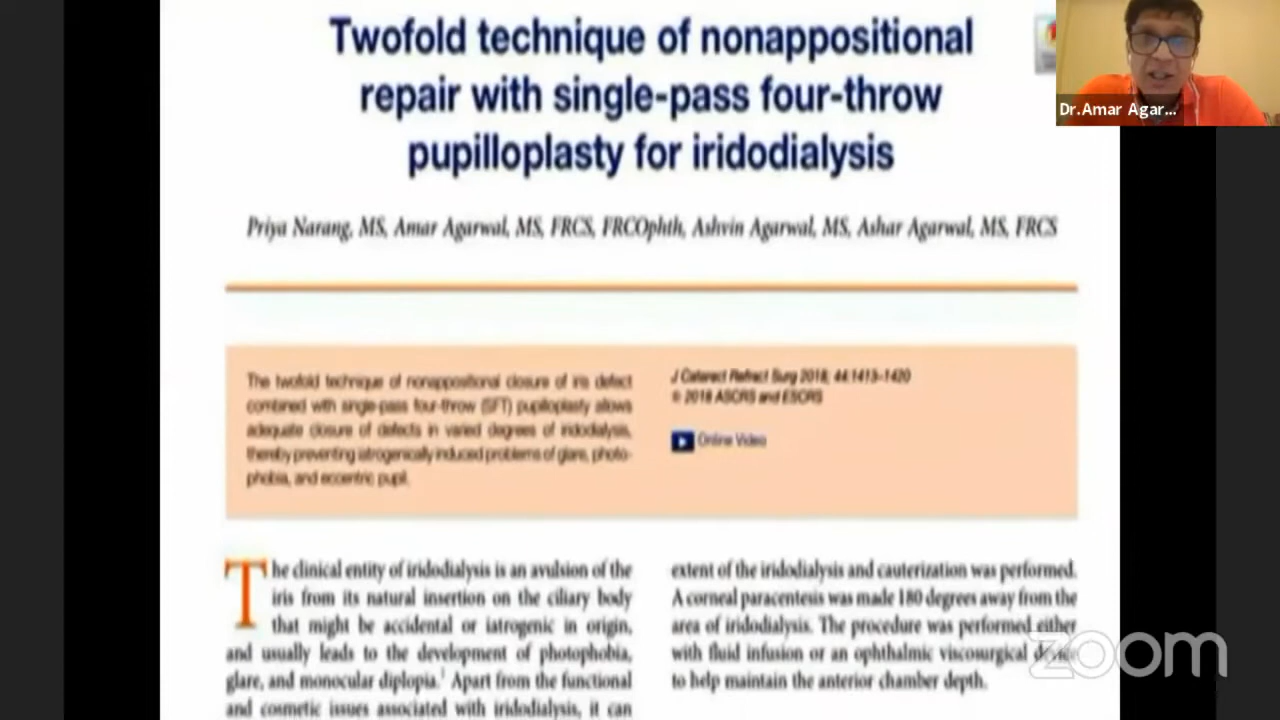 Twofold technique of nonappositional
repair with single-pass four-throw
pupilloplasty for iridodialysis
Priya Narang, MS, Amar Agarwal, MS, FRCS, FRCOphth, Ashvin Agarwal, MS, Ashar Agarwal, MS, FRCS
The twofold technique of nonappositional closure of iris defect
combined with single-pass four-throw (SFT) pupilloplasty allows
adequate closure of defects in varied degrees of iridodialysis,
thereby preventing iatrogenically induced problems of glare, photo-
phobia, and eccentric pupil.
J Cataract Refract Surg 2018; 44:1413–1420
© 2018 ASCRS and ESCRS
Online Video
The clinical entity of iridodialysis is an avulsion of the
iris from its natural insertion on the ciliary body
that might be accidental or iatrogenic in origin,
and usually leads to the development of photophobia,
glare, and monocular diplopia.1 Apart from the functional
and cosmetic issues associated with iridodialysis, it can
extent of the iridodialysis and cauterization was performed.
A corneal paracentesis was made 180 degrees away from the
area of iridodialysis. The procedure was performed either
with fluid infusion or an ophthalmic viscosurgical device
to help maintain the anterior chamber depth.
Dr.Amar Agar...
zoom